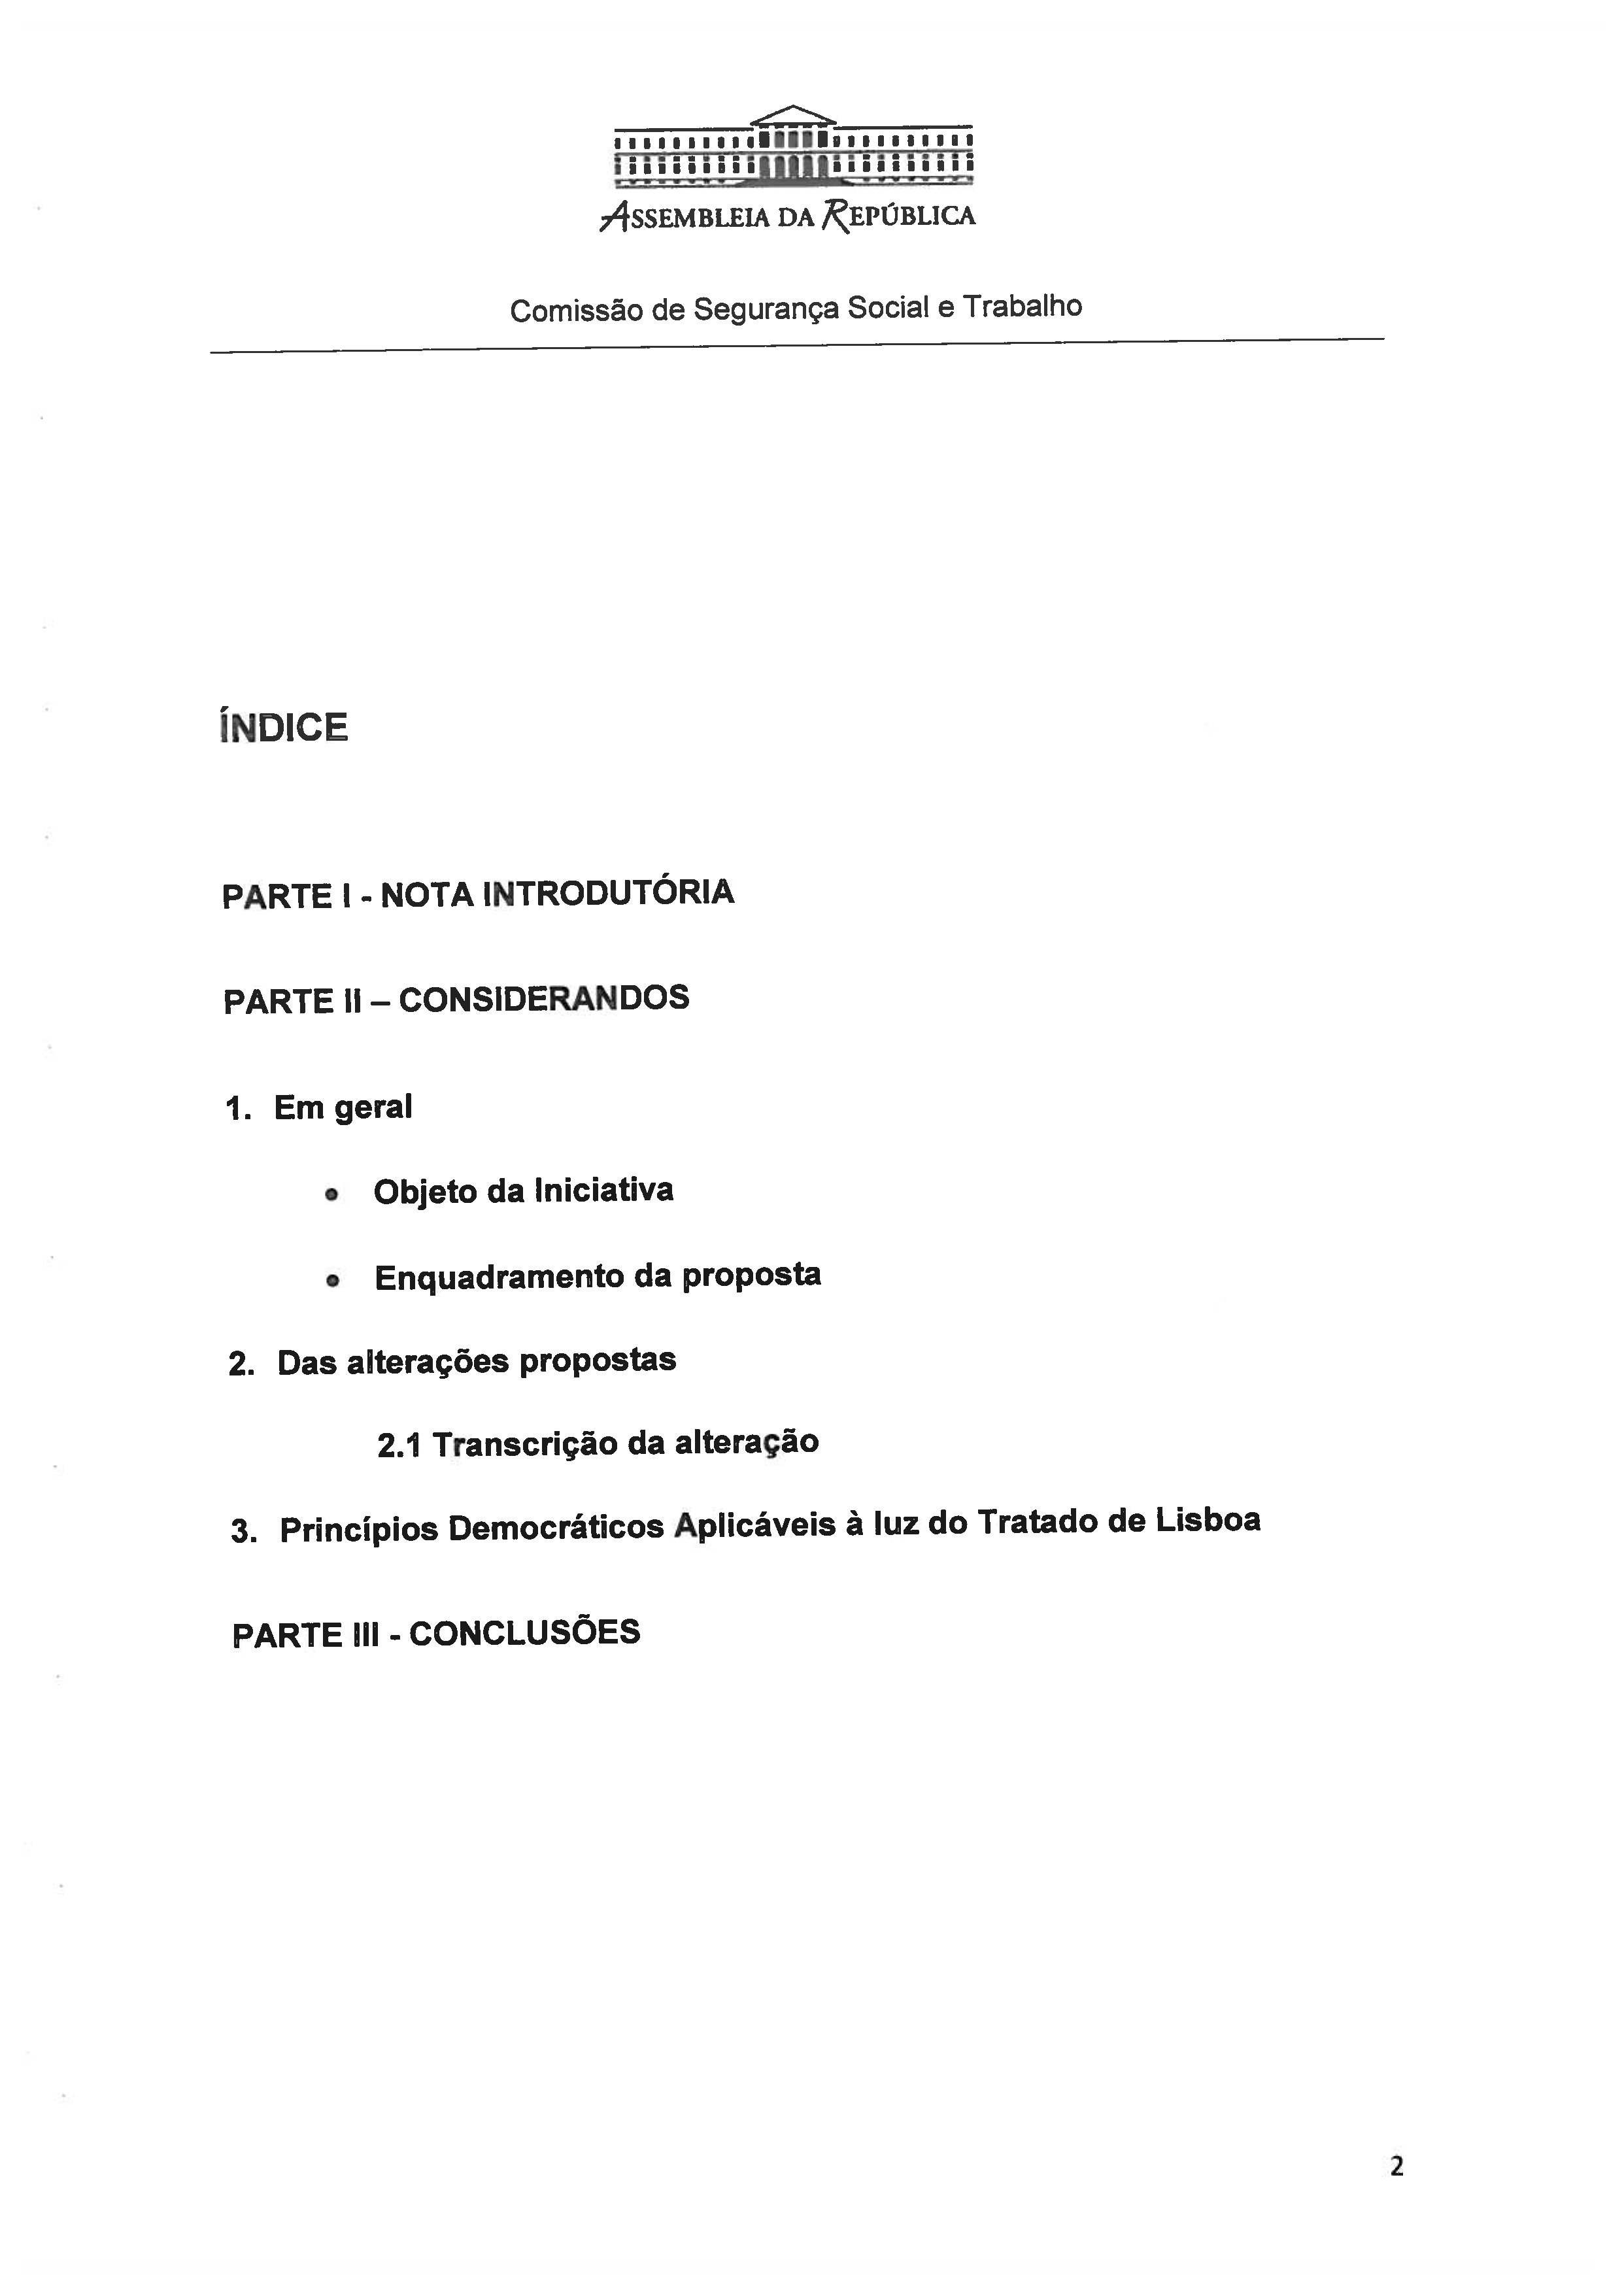 ASSEMBLEIA DA REPÚBLICA
Comissão de Segurança Social e Trabalho
ÍNDICE
PARTE I - NOTA INTRODUTÓRIA
PARTE II – CONSIDERANDOS
1. Em geral
• Objeto da Iniciativa
• Enquadramento da proposta
2. Das alterações propostas
2.1 Transcrição da alteração
3. Princípios Democráticos Aplicáveis à luz do Tratado de Lisboa
PARTE III - CONCLUSÕES
2